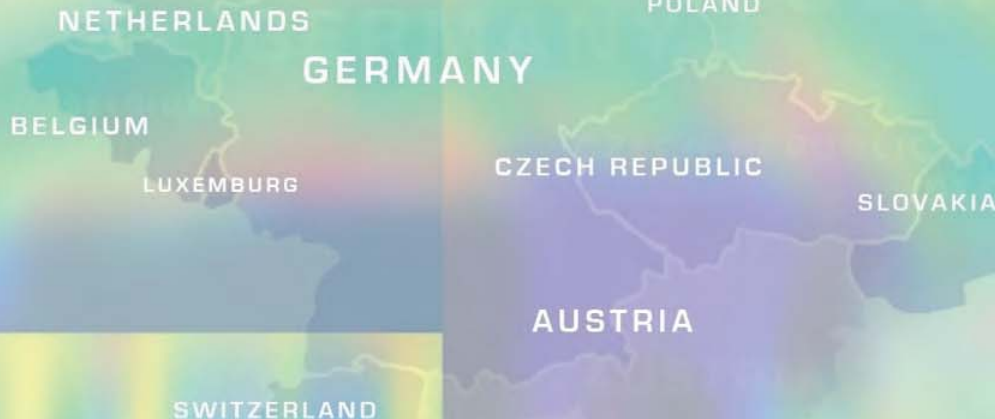 POLAND
NETHERLANDS
GERMANY
BELGIUM
CZECH REPUBLIC
LUXEMBURG
SLOVAKIA
AUSTRIA
SWITZERLAND